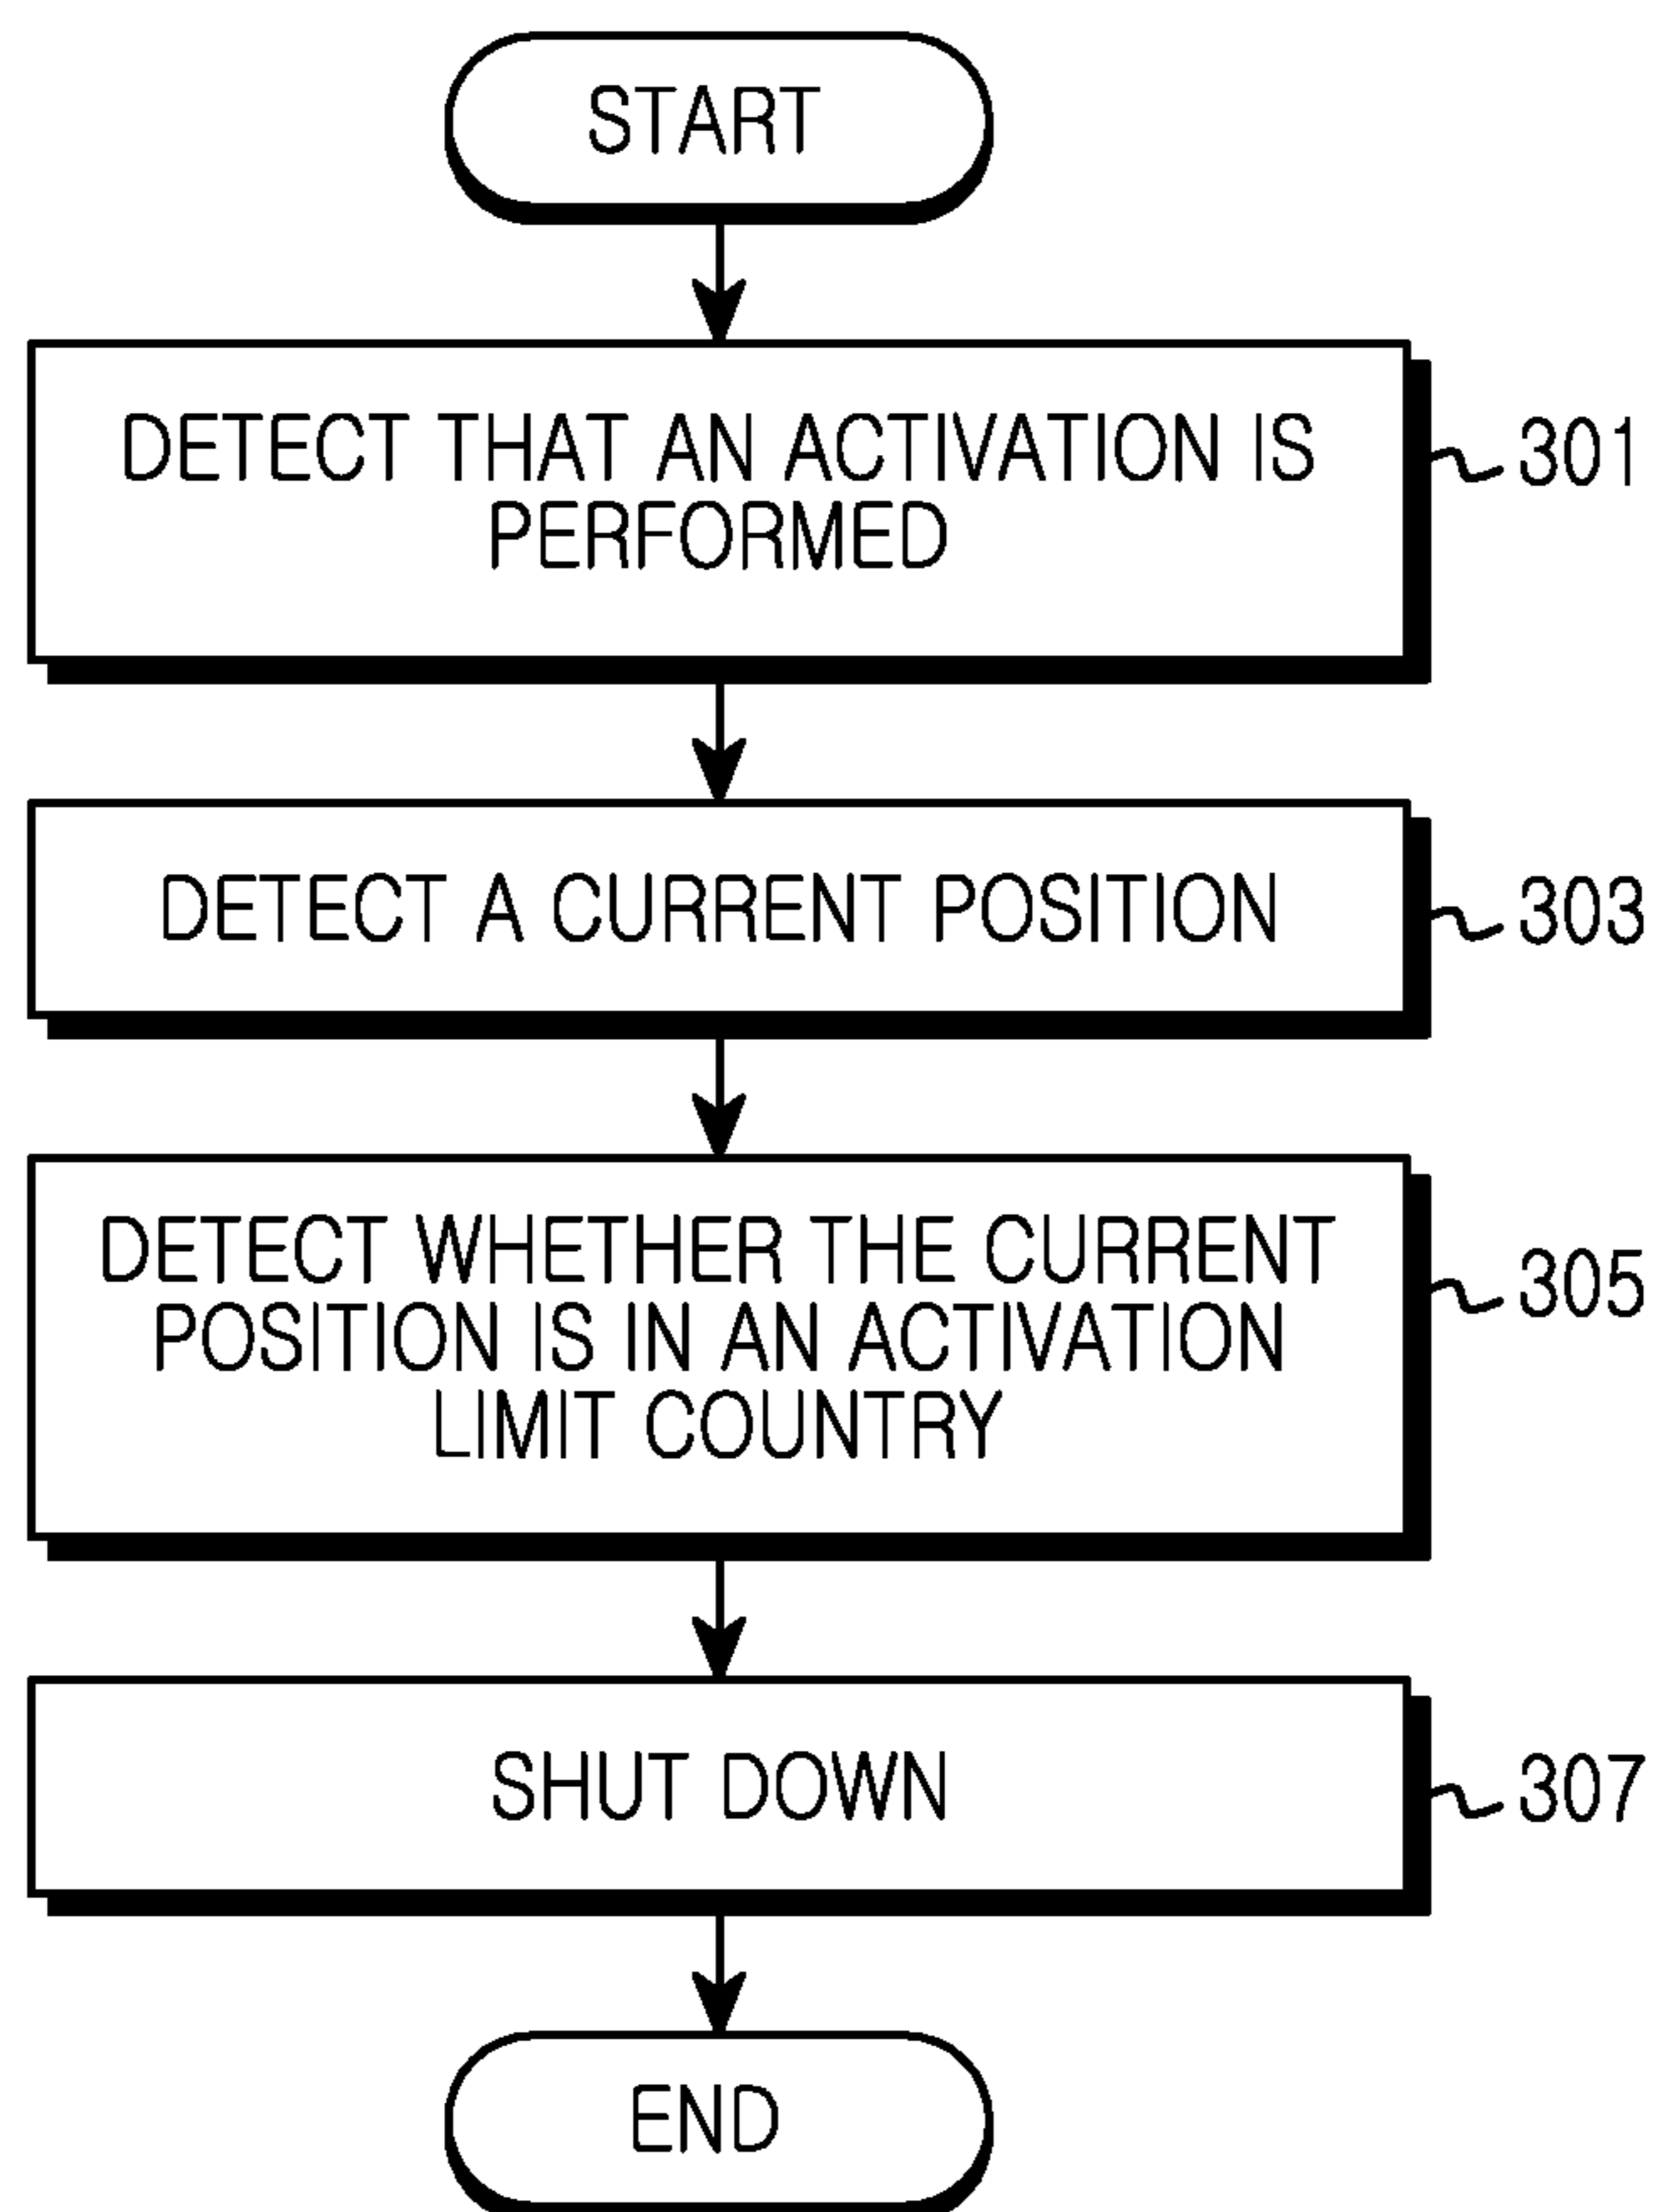 START
DETECT THAT AN ACTIVATION IS
PERFORMED
301
DETECT A CURRENT POSITION
303
DETECT WHETHER THE CURRENT
POSITION IS IN AN ACTIVATION
LIMIT COUNTRY
305
SHUT DOWN
307
END